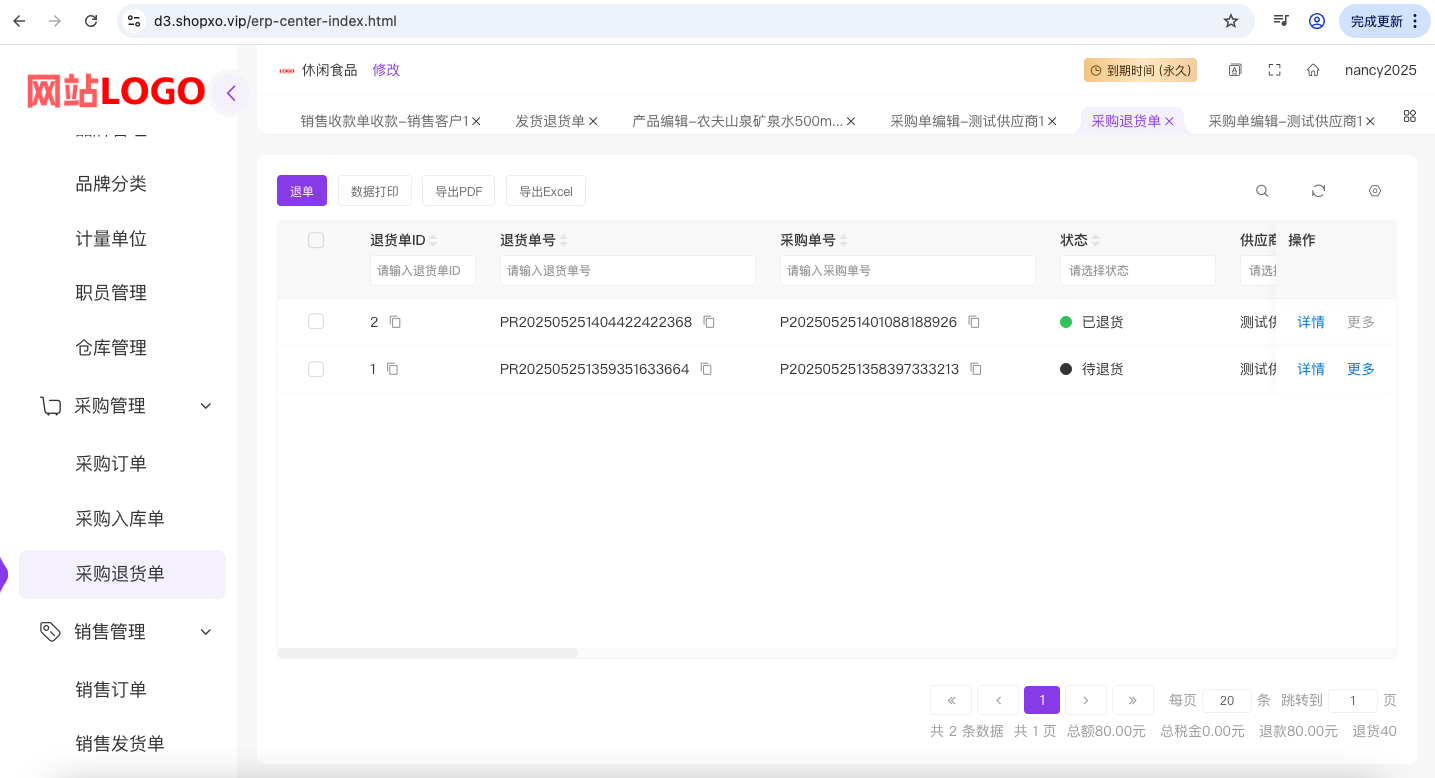 d3.shopxo.vip/erp-center-index.html
完成更新
网站LOGO
LOGO 休闲食品 修改
到期时间 (永久)
nancy2025
销售收款单收款-销售客户1
发货退货单
产品编辑-农夫山泉矿泉水500m...
采购单编辑-测试供应商1
采购退货单
采购单编辑-测试供应商1
品牌分类
计量单位
职员管理
仓库管理
采购管理
采购订单
采购入库单
采购退货单
销售管理
销售订单
销售发货单
退单 数据打印 导出PDF 导出Excel
退货单ID 退货单号 采购单号 状态 供应商 操作
请输入退货单ID 请输入退货单号 请输入采购单号 请选择状态 请选
2 PR202505251404422422368 P202505251401088188926 已退货 测试供 详情 更多
1 PR202505251359351633664 P202505251358397333213 待退货 测试供 详情 更多
« ‹ 1 › » 每页 20 条 跳转到 1 页
共 2 条数据 共 1 页 总额80.00元 总税金0.00元 退款80.00元 退货40